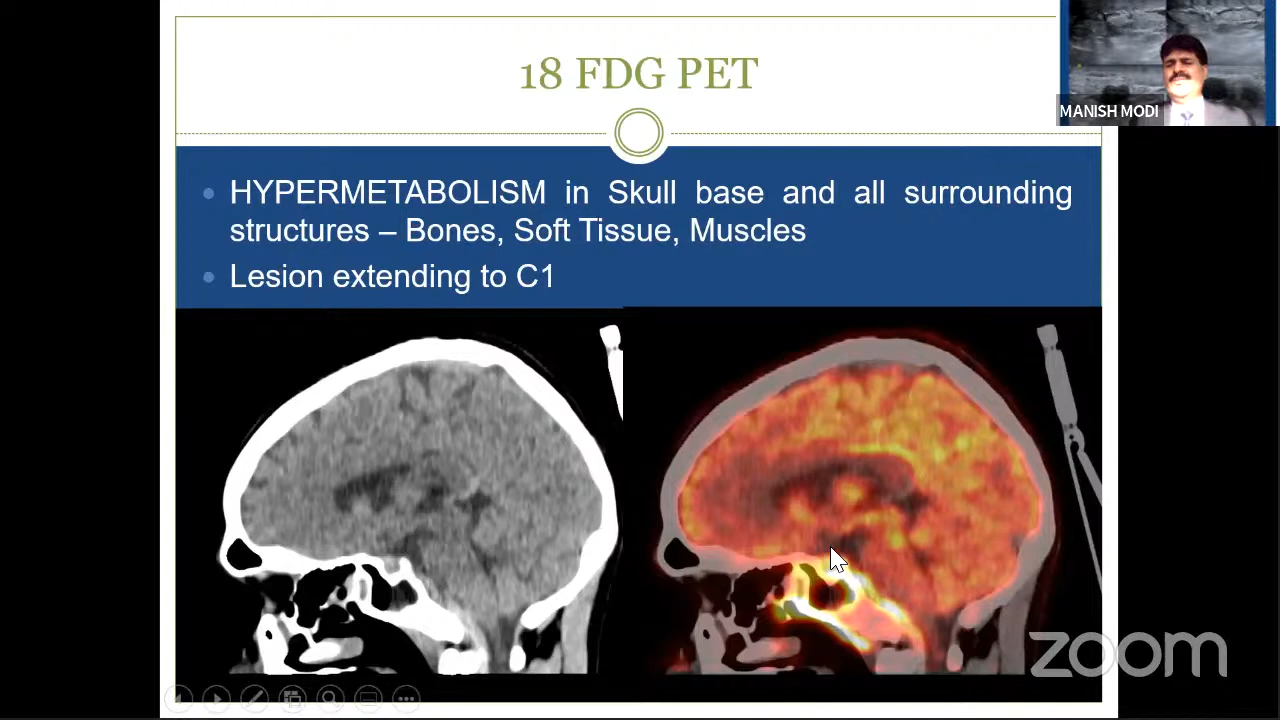 18 FDG PET
MANISH MODI
HYPERMETABOLISM in Skull base and all surrounding
structures – Bones, Soft Tissue, Muscles
Lesion extending to C1
zoom